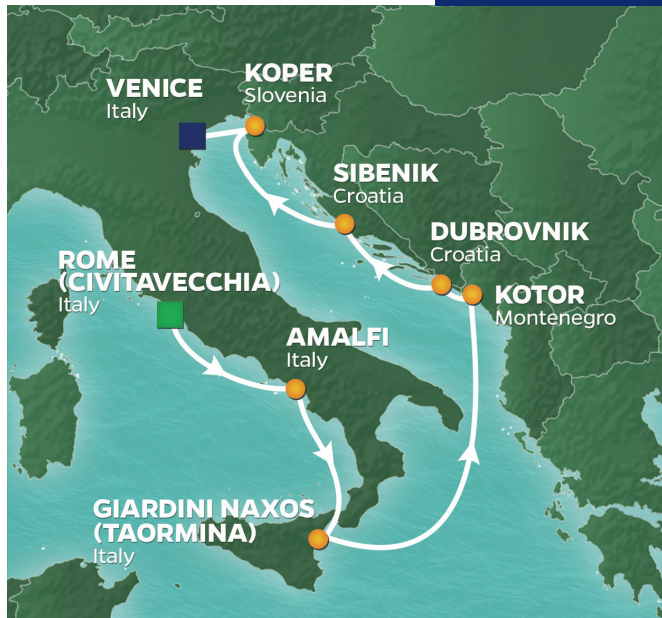 VENICE
Italy
KOPER
Slovenia
SIBENIK
Croatia
DUBROVNIK
Croatia
ROME
(CIVITAVECCHIA)
Italy
KOTOR
Montenegro
AMALFI
Italy
GIARDINI NAXOS
(TAORMINA)
Italy